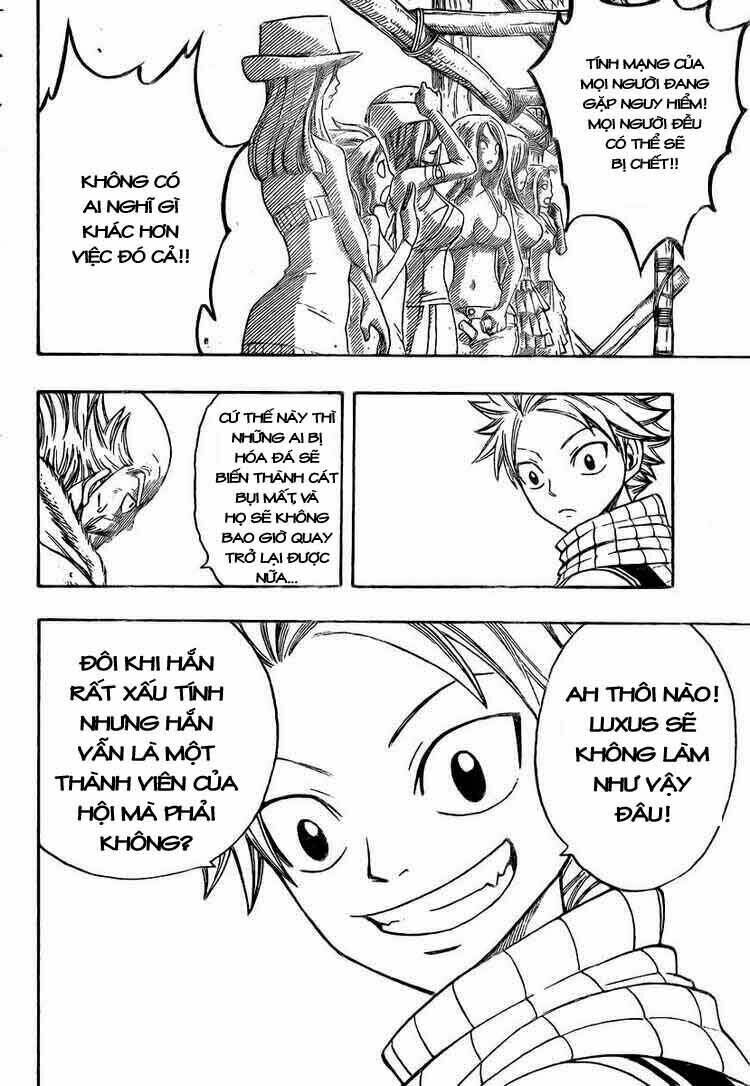 TÍNH MẠNG CỦA
MỌI NGƯỜI ĐANG
GẶP NGUY HIỂM!
MỌI NGƯỜI ĐỀU
CÓ THỂ SẼ
BỊ CHẾT!!
KHÔNG CÓ
AI NGHĨ GÌ
KHÁC HƠN
VIỆC ĐÓ CẢ!!
CỨ THẾ NÀY THÌ
NHỮNG AI BỊ
HÓA ĐÁ SẼ
BIẾN THÀNH CÁT
BỤI MẤT, VÀ
HỌ SẼ KHÔNG
BAO GIỜ QUAY
TRỞ LẠI ĐƯỢC
NỮA...
AH THÔI NÀO!
LUXUS SẼ
KHÔNG LÀM
NHƯ VẬY
ĐÂU!
ĐÔI KHI HẮN
RẤT XẤU TÍNH
NHƯNG HẮN
VẪN LÀ MỘT
THÀNH VIÊN CỦA
HỘI MÀ PHẢI
KHÔNG?